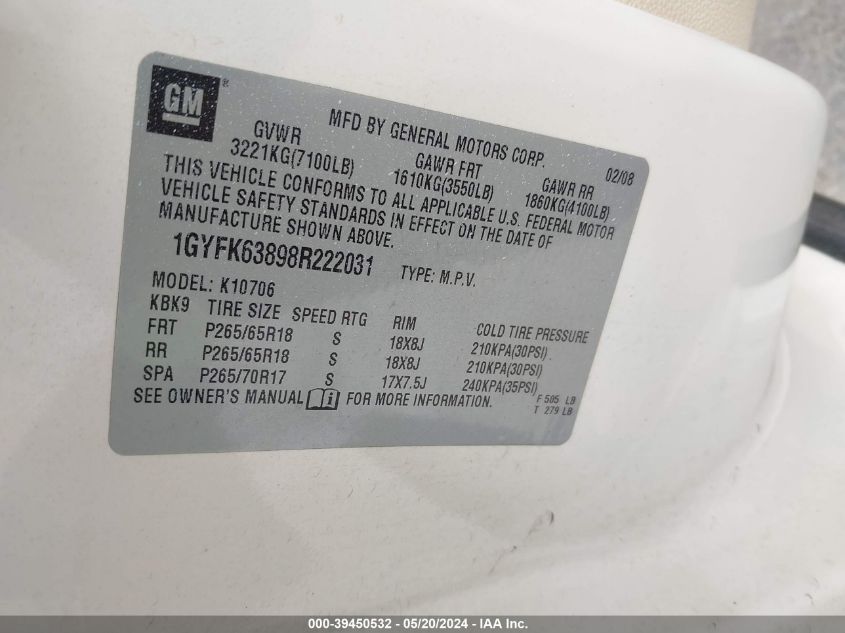 GM ®
MFD BY GENERAL MOTORS CORP. 02/08
GVWR GAWR FRT GAWR RR
3221KG(7100LB) 1610KG(3550LB) 1860KG(4100LB)
THIS VEHICLE CONFORMS TO ALL APPLICABLE U.S. FEDERAL MOTOR
VEHICLE SAFETY STANDARDS IN EFFECT ON THE DATE OF
MANUFACTURE SHOWN ABOVE.
1GYFK63898R222031 TYPE: M.P.V.
MODEL: K10706
KBK9 TIRE SIZE SPEED RTG RIM COLD TIRE PRESSURE
FRT P265/65R18 S 18X8J 210KPA(30PSI)
RR P265/65R18 S 18X8J 210KPA(30PSI)
SPA P265/70R17 S 17X7.5J 240KPA(35PSI)
SEE OWNER'S MANUAL i FOR MORE INFORMATION.
F 505 LB
T 279 LB
000-39450532 - 05/20/2024 - IAA Inc.